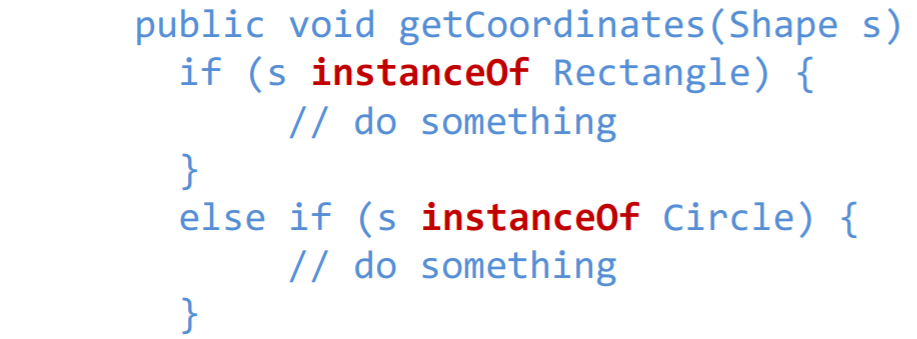 public void getCoordinates(Shape s)
if (s instanceOf Rectangle) {
// do something
}
else if (s instanceOf Circle) {
// do something
}